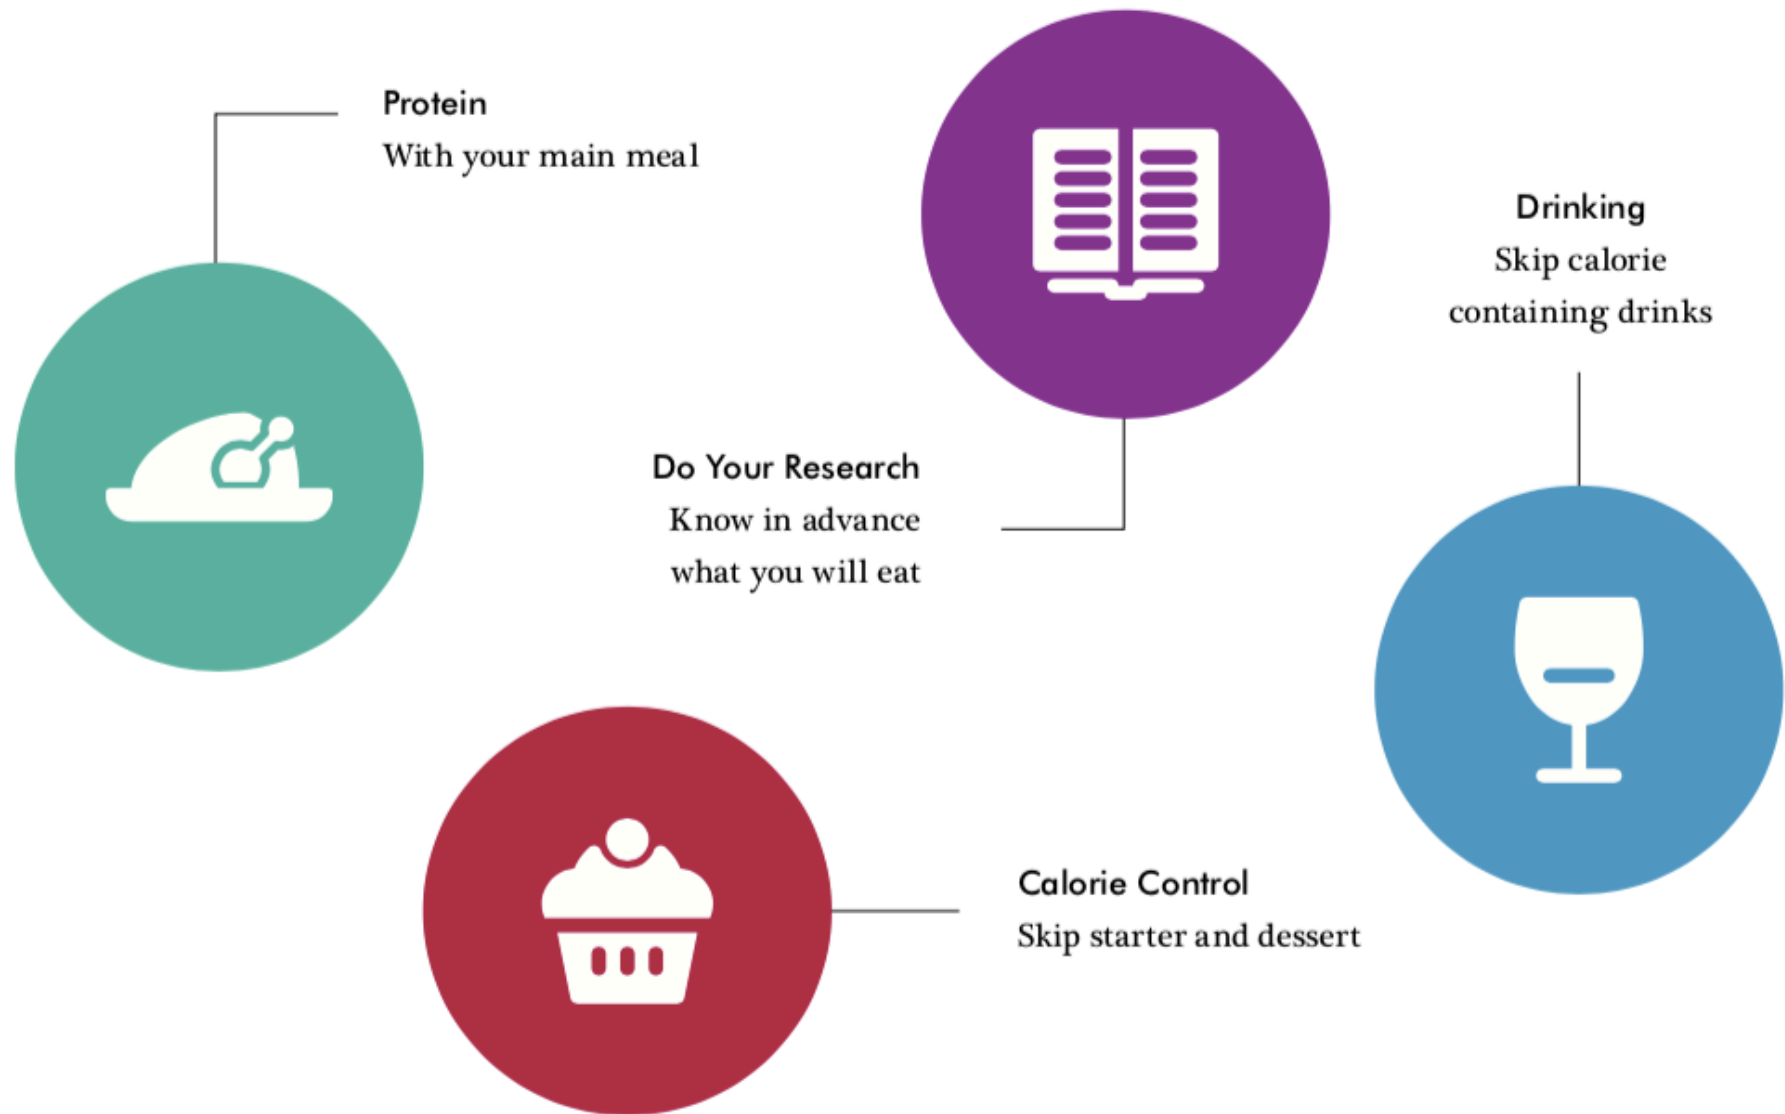 Protein
With your main meal
Do Your Research
Know in advance
what you will eat
Drinking
Skip calorie
containing drinks
Calorie Control
Skip starter and dessert